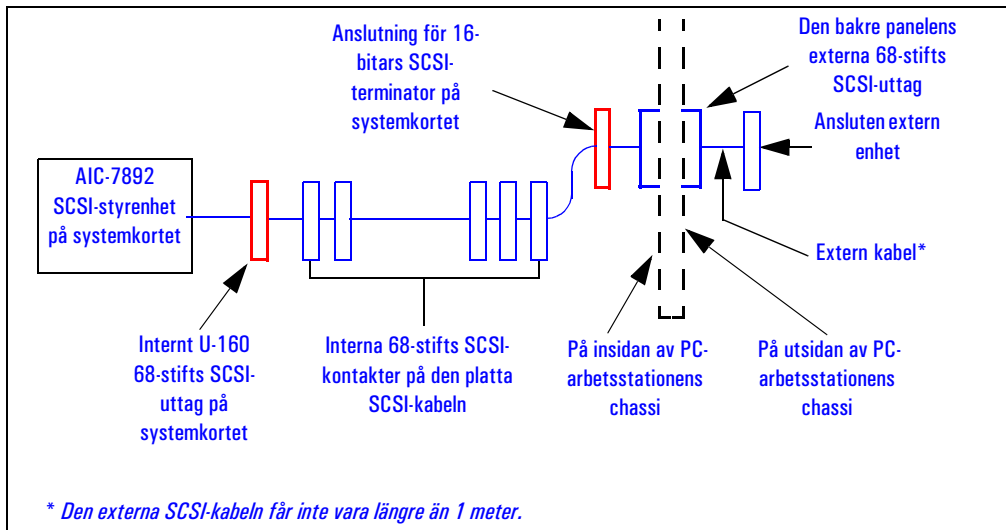 Anslutning för 16-
bitars SCSI-
terminator på
systemkortet
Den bakre panelens
externa 68-stifts
SCSI-uttag
Ansluten extern
enhet
AIC-7892
SCSI-styrenhet
på systemkortet
Extern kabel*
Internt U-160
68-stifts SCSI-
uttag på
systemkortet
Interna 68-stifts SCSI-
kontakter på den platta
SCSI-kabeln
På insidan av PC-
arbetsstationens
chassi
På utsidan av PC-
arbetsstationens
chassi
* Den externa SCSI-kabeln får inte vara längre än 1 meter.